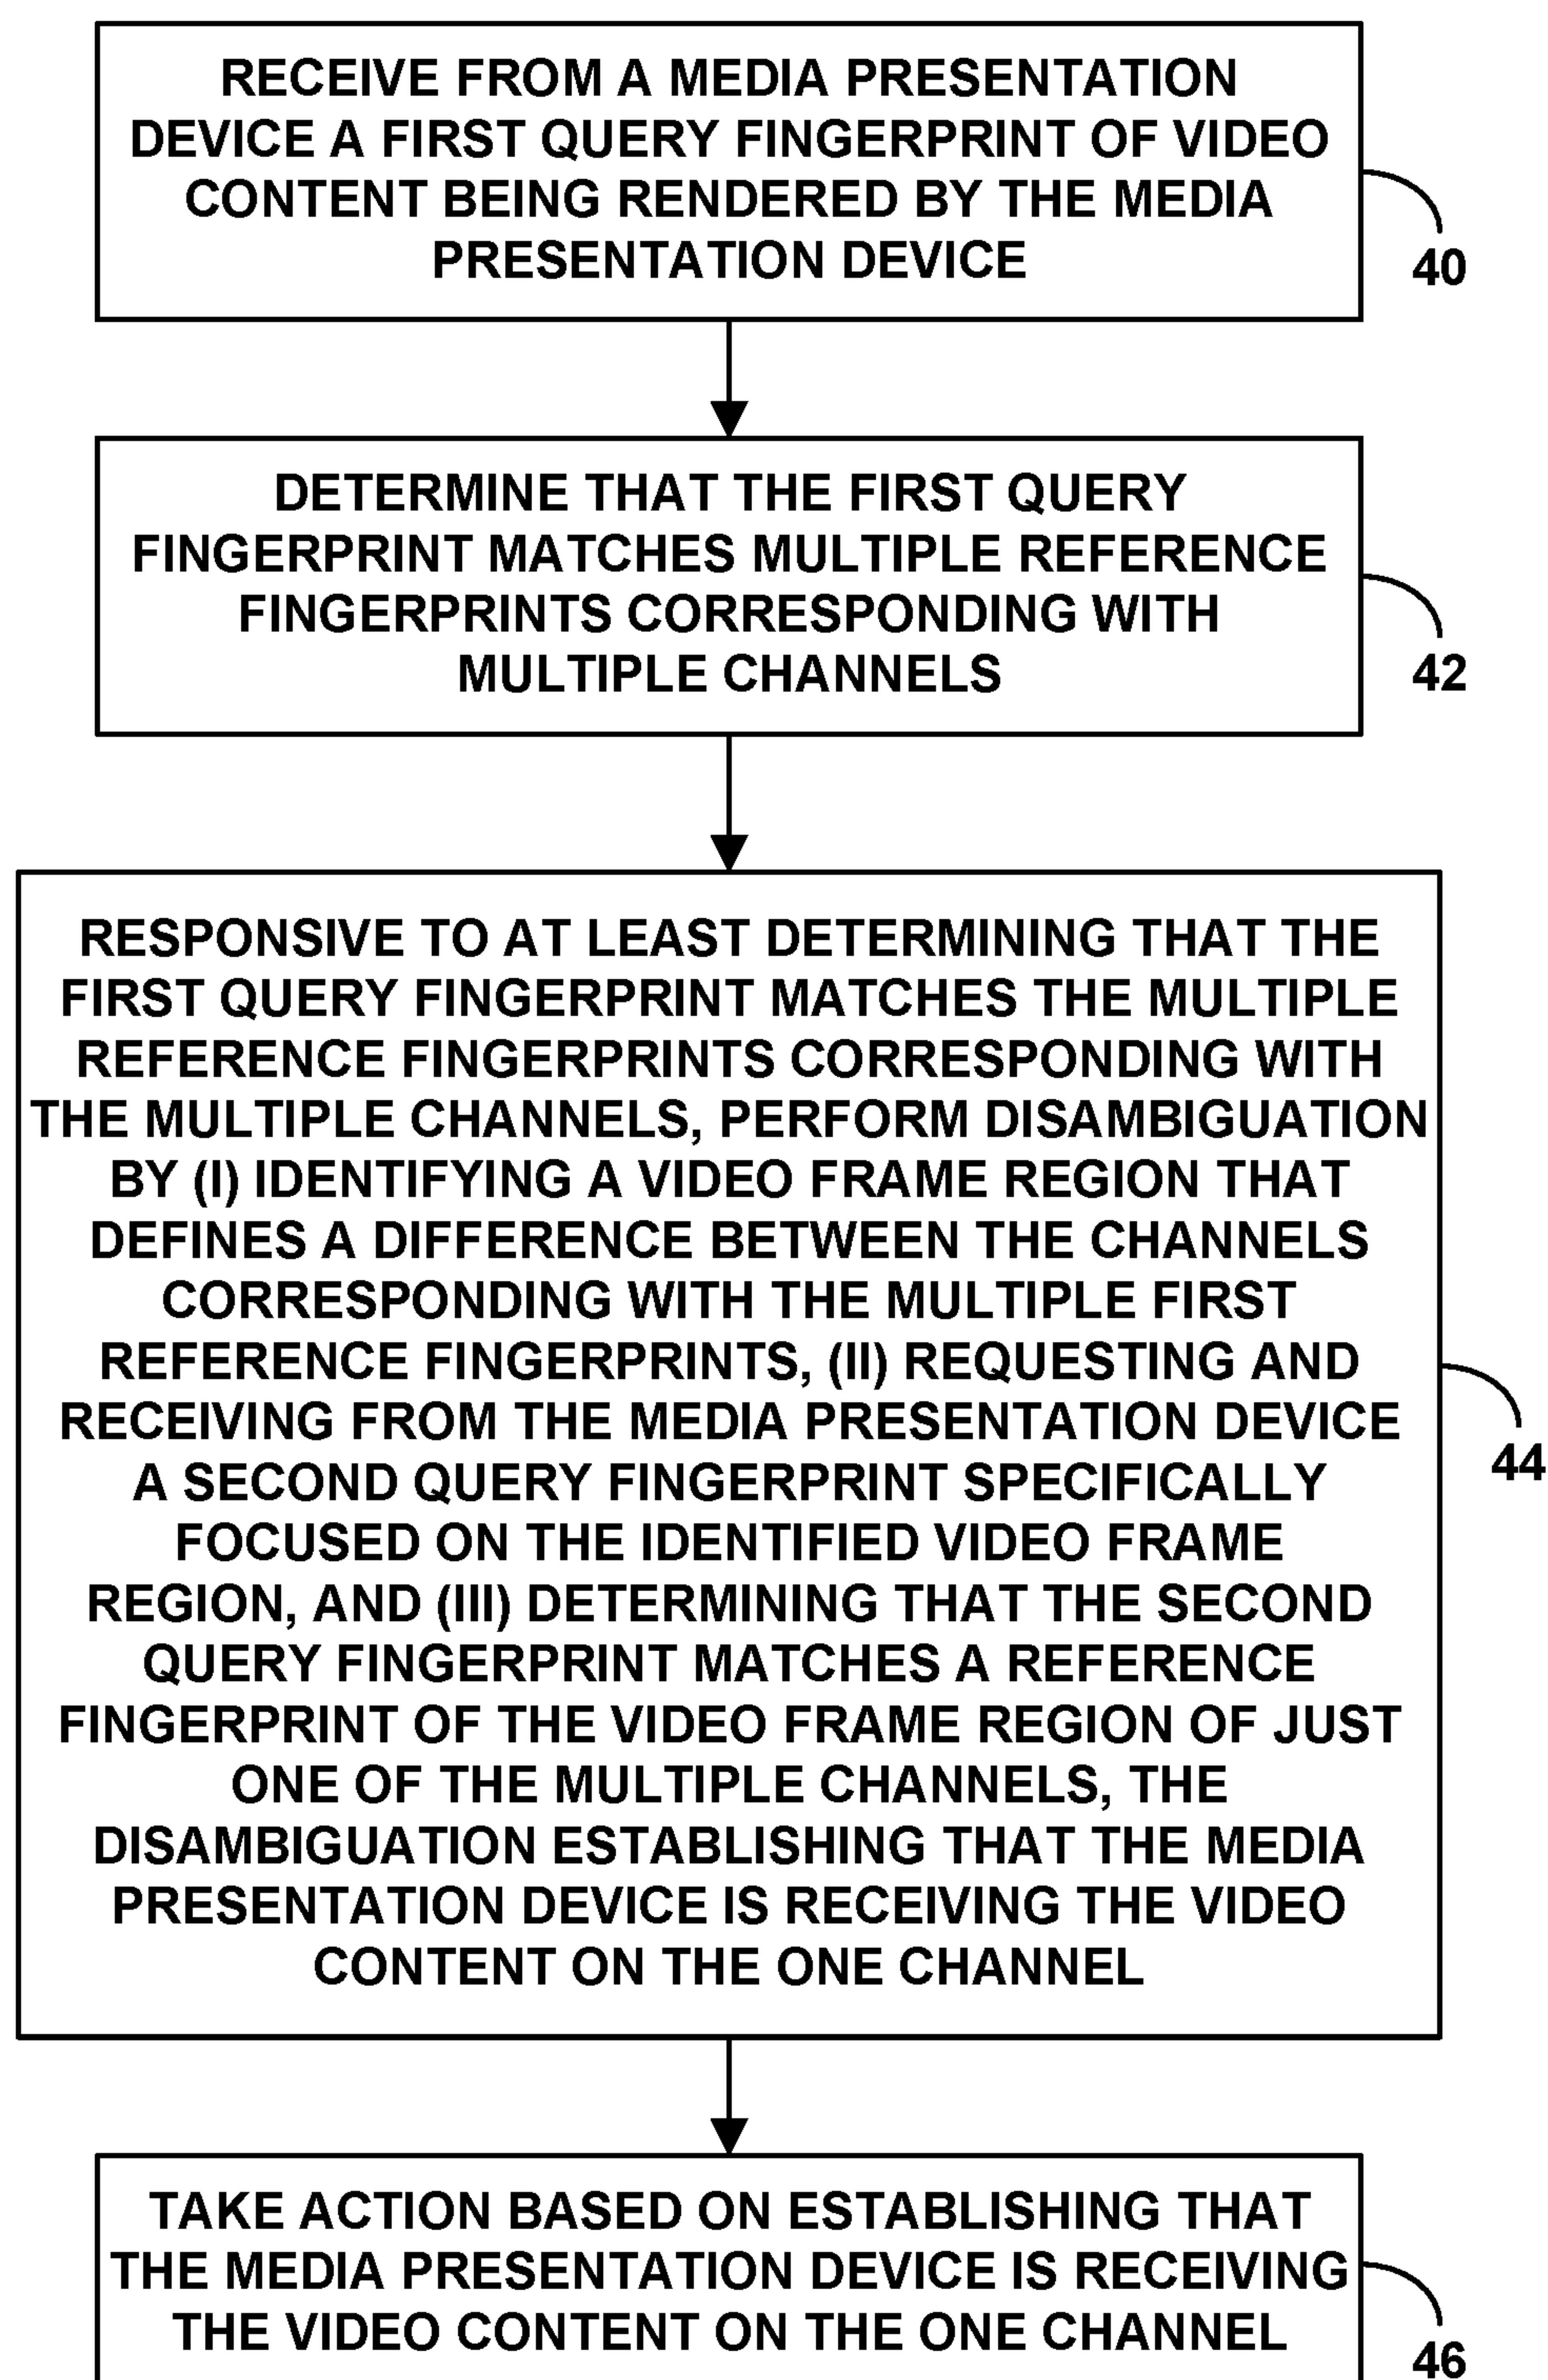 RECEIVE FROM A MEDIA PRESENTATION
DEVICE A FIRST QUERY FINGERPRINT OF VIDEO
CONTENT BEING RENDERED BY THE MEDIA
PRESENTATION DEVICE
40
DETERMINE THAT THE FIRST QUERY
FINGERPRINT MATCHES MULTIPLE REFERENCE
FINGERPRINTS CORRESPONDING WITH
MULTIPLE CHANNELS
42
RESPONSIVE TO AT LEAST DETERMINING THAT THE
FIRST QUERY FINGERPRINT MATCHES THE MULTIPLE
REFERENCE FINGERPRINTS CORRESPONDING WITH
THE MULTIPLE CHANNELS, PERFORM DISAMBIGUATION
BY (I) IDENTIFYING A VIDEO FRAME REGION THAT
DEFINES A DIFFERENCE BETWEEN THE CHANNELS
CORRESPONDING WITH THE MULTIPLE FIRST
REFERENCE FINGERPRINTS, (II) REQUESTING AND
RECEIVING FROM THE MEDIA PRESENTATION DEVICE
A SECOND QUERY FINGERPRINT SPECIFICALLY
FOCUSED ON THE IDENTIFIED VIDEO FRAME
REGION, AND (III) DETERMINING THAT THE SECOND
QUERY FINGERPRINT MATCHES A REFERENCE
FINGERPRINT OF THE VIDEO FRAME REGION OF JUST
ONE OF THE MULTIPLE CHANNELS, THE
DISAMBIGUATION ESTABLISHING THAT THE MEDIA
PRESENTATION DEVICE IS RECEIVING THE VIDEO
CONTENT ON THE ONE CHANNEL
44
TAKE ACTION BASED ON ESTABLISHING THAT
THE MEDIA PRESENTATION DEVICE IS RECEIVING
THE VIDEO CONTENT ON THE ONE CHANNEL
46